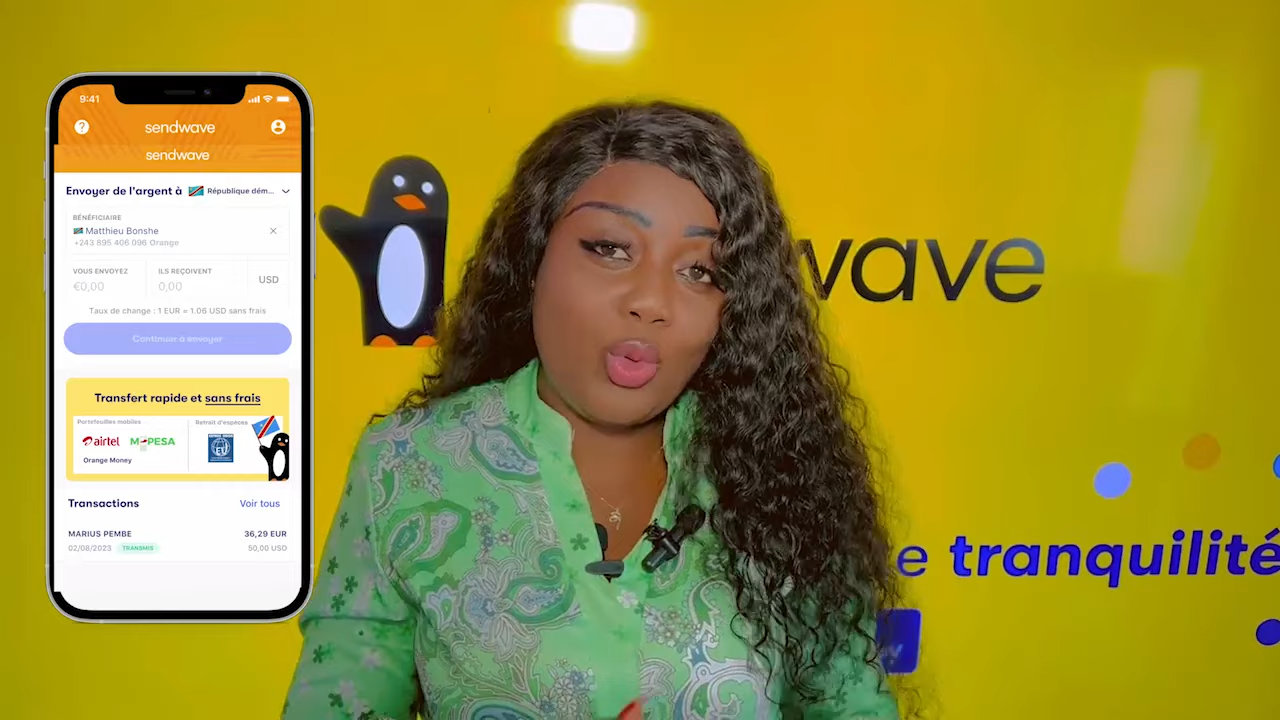 9:41
sendwave
sendwave
Envoyer de l'argent à République dém...
BÉNÉFICIAIRE
Matthieu Bonshe
+243 895 406 096 Orange
VOUS ENVOYEZ
ILS REÇOIVENT
€0,00
0,00
USD
Taux de change : 1 EUR = 1.06 USD sans frais
Continuer à envoyer
Transfert rapide et sans frais
Portefeuilles mobiles
Retrait d'espèces
airtel
M-PESA
Orange Money
Transactions
Voir tous
MARIUS PEMBE
36,29 EUR
02/08/2023
TRANSMIS
50,00 USD
wave
e tranquilité